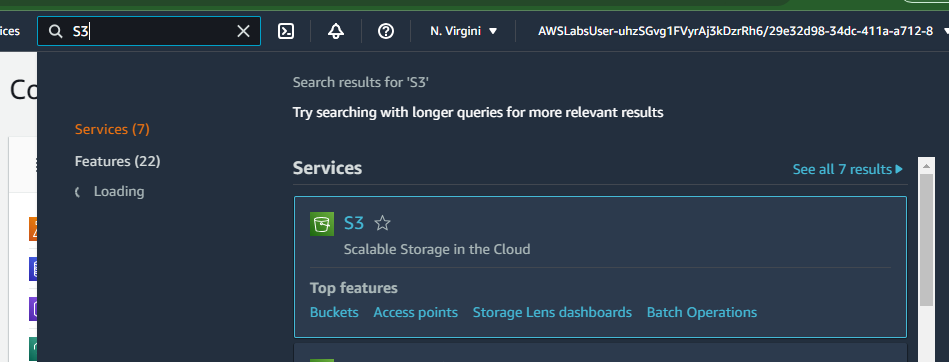 ices S3 N. Virgini AWSLabsUser-uhzSGvg1FVyrAj3kDzrRh6/29e32d98-34dc-411a-a712-8
Co
Search results for 'S3'
Try searching with longer queries for more relevant results
Services (7)
Features (22)
Loading
Services See all 7 results
S3
Scalable Storage in the Cloud
Top features
Buckets Access points Storage Lens dashboards Batch Operations